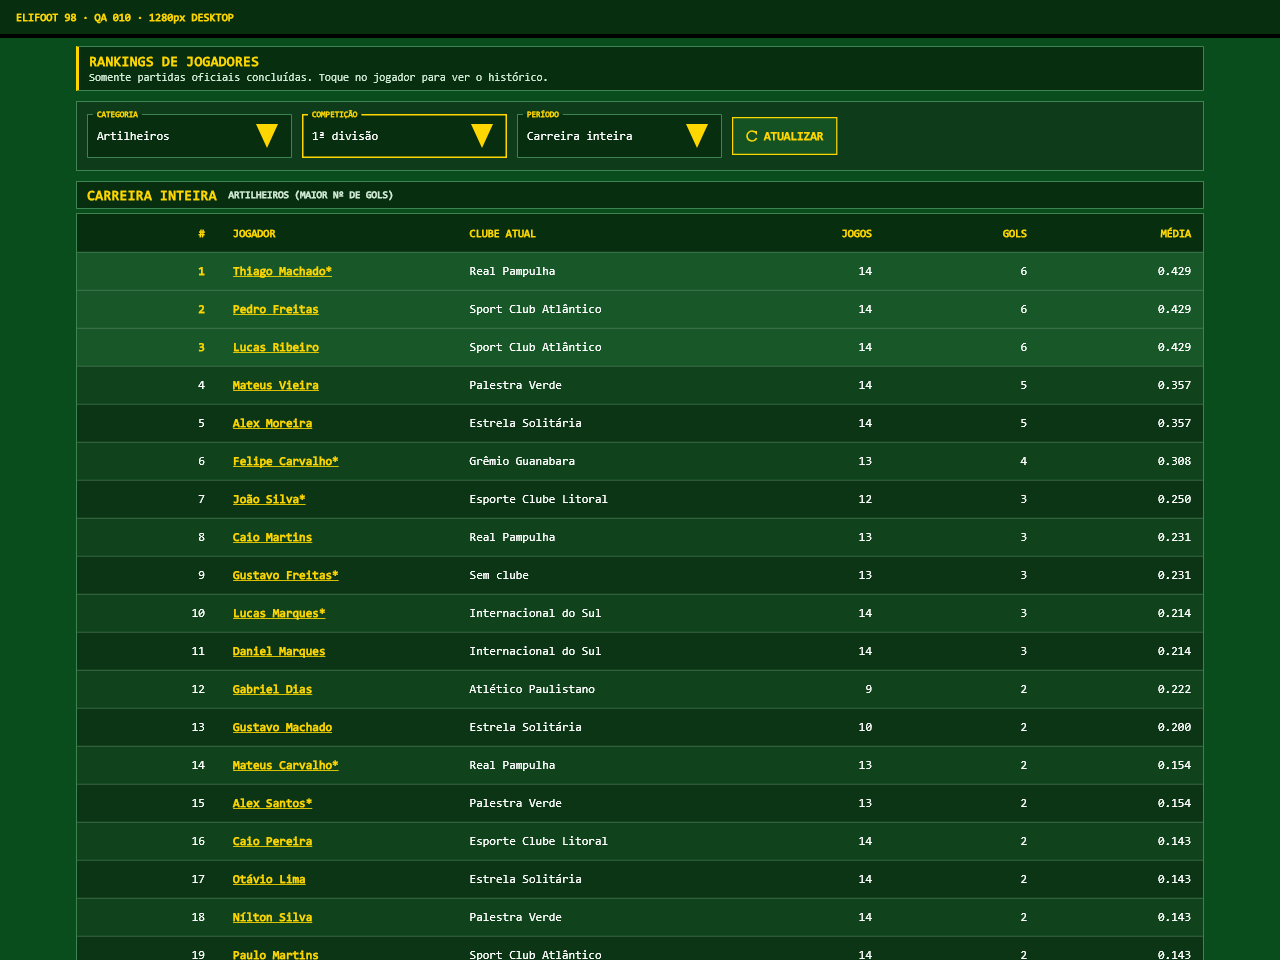 ELIFOOT 98 · QA 010 · 1280px DESKTOP
RANKINGS DE JOGADORES
Somente partidas oficiais concluídas. Toque no jogador para ver o histórico.
CATEGORIA COMPETIÇÃO PERÍODO
Artilheiros 1ª divisão Carreira inteira ATUALIZAR
CARREIRA INTEIRA ARTILHEIROS (MAIOR Nº DE GOLS)
# JOGADOR CLUBE ATUAL JOGOS GOLS MÉDIA
1 Thiago Machado* Real Pampulha 14 6 0.429
2 Pedro Freitas Sport Club Atlântico 14 6 0.429
3 Lucas Ribeiro Sport Club Atlântico 14 6 0.429
4 Mateus Vieira Palestra Verde 14 5 0.357
5 Alex Moreira Estrela Solitária 14 5 0.357
6 Felipe Carvalho* Grêmio Guanabara 13 4 0.308
7 João Silva* Esporte Clube Litoral 12 3 0.250
8 Caio Martins Real Pampulha 13 3 0.231
9 Gustavo Freitas* Sem clube 13 3 0.231
10 Lucas Marques* Internacional do Sul 14 3 0.214
11 Daniel Marques Internacional do Sul 14 3 0.214
12 Gabriel Dias Atlético Paulistano 9 2 0.222
13 Gustavo Machado Estrela Solitária 10 2 0.200
14 Mateus Carvalho* Real Pampulha 13 2 0.154
15 Alex Santos* Palestra Verde 13 2 0.154
16 Caio Pereira Esporte Clube Litoral 14 2 0.143
17 Otávio Lima Estrela Solitária 14 2 0.143
18 Nílton Silva Palestra Verde 14 2 0.143
19 Paulo Martins Sport Club Atlântico 14 2 0.143